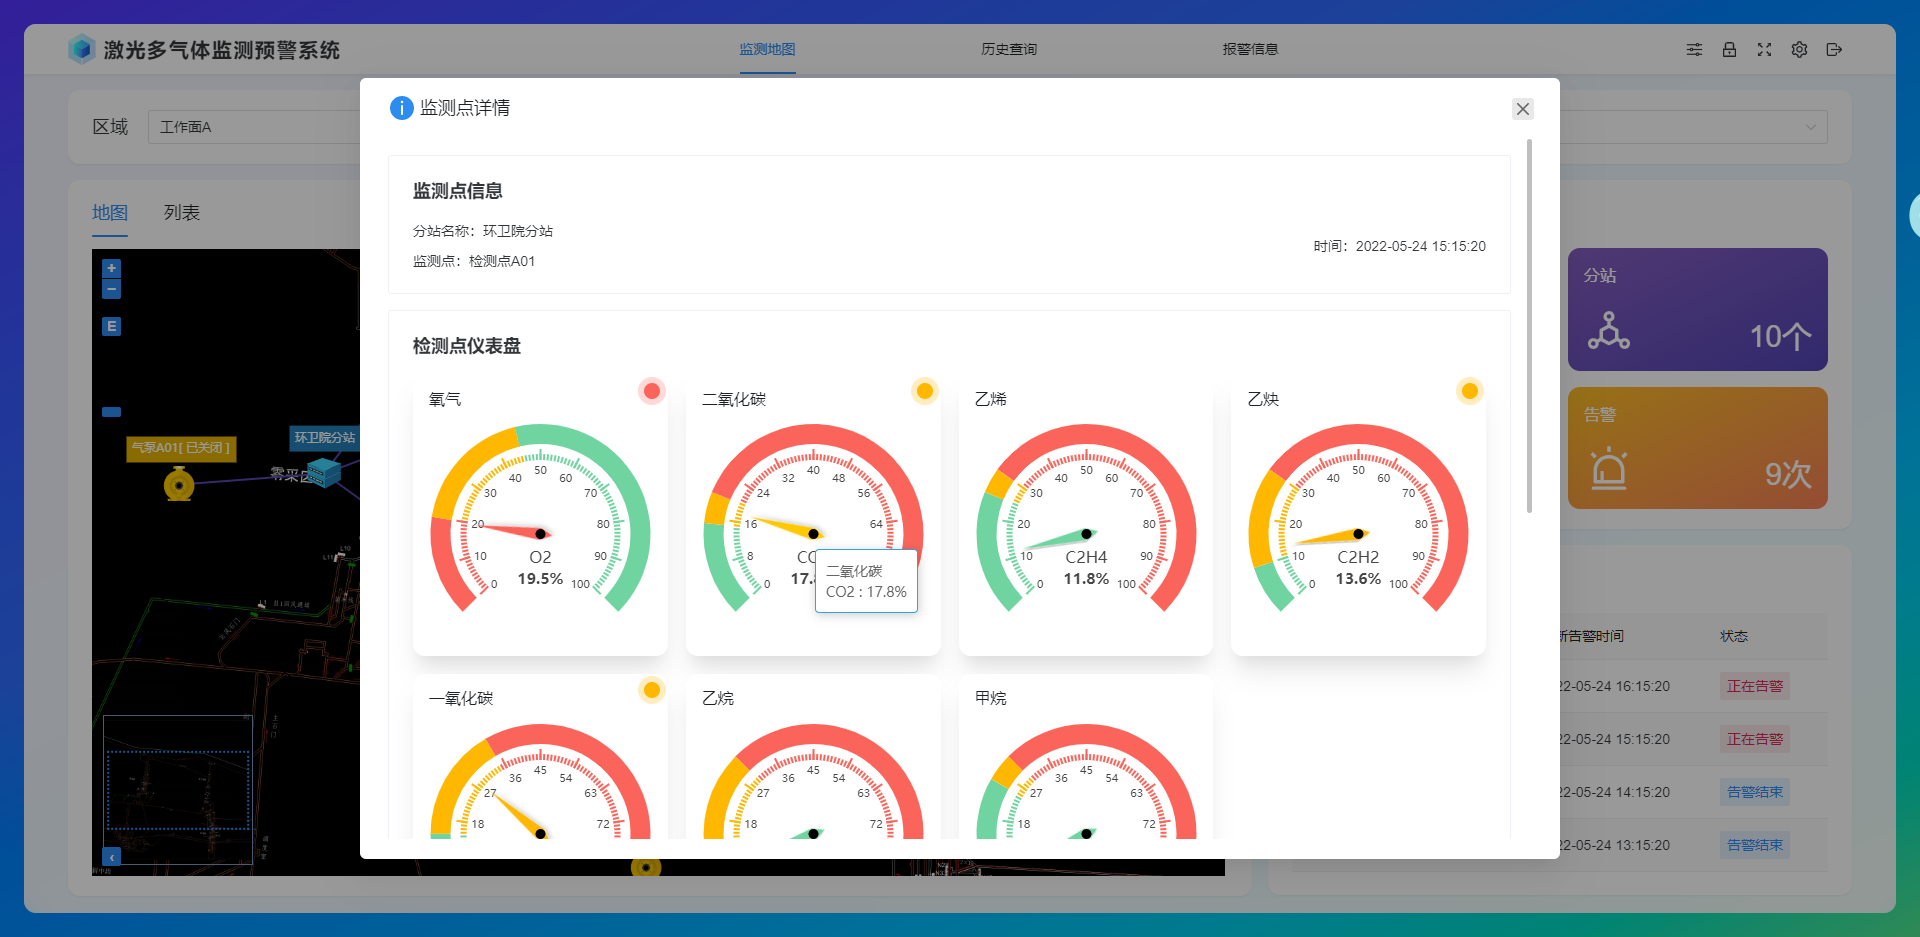 激光多气体监测预警系统
监测地图
历史查询
报警信息
区域
工作面A
地图
列表
+
−
E
气泵A01[ 已关闭 ]
环卫院分站
零采区
L10
L11
L1
‹
监测点详情
监测点信息
分站名称：环卫院分站
监测点：检测点A01
时间：2022-05-24 15:15:20
检测点仪表盘
氧气
0 10 20 30 40 50 60 70 80 90 100
O2
19.5%
二氧化碳
0 8 16 24 32 40 48 56 64
二氧化碳
CO2 : 17.8%
乙烯
0 10 20 30 40 50 60 70 80 90 100
C2H4
11.8%
乙炔
0 10 20 30 40 50 60 70 80 90 100
C2H2
13.6%
一氧化碳
18 27 36 45 54 63 72
乙烷
18 27 36 45 54 63 72
甲烷
18 27 36 45 54 63 72
分站
10个
告警
9次
新告警时间
状态
22-05-24 16:15:20
正在告警
22-05-24 15:15:20
正在告警
22-05-24 14:15:20
告警结束
22-05-24 13:15:20
告警结束